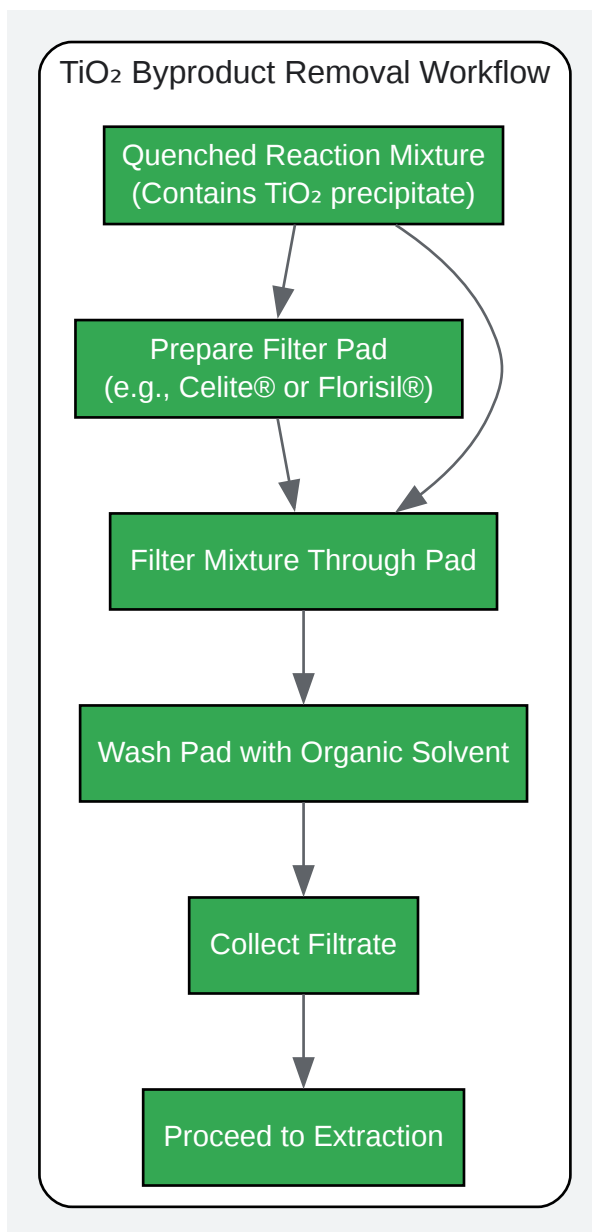 TiO₂ Byproduct Removal Workflow
Quenched Reaction Mixture
(Contains TiO₂ precipitate)
Prepare Filter Pad
(e.g., Celite® or Florisil®)
Filter Mixture Through Pad
Wash Pad with Organic Solvent
Collect Filtrate
Proceed to Extraction